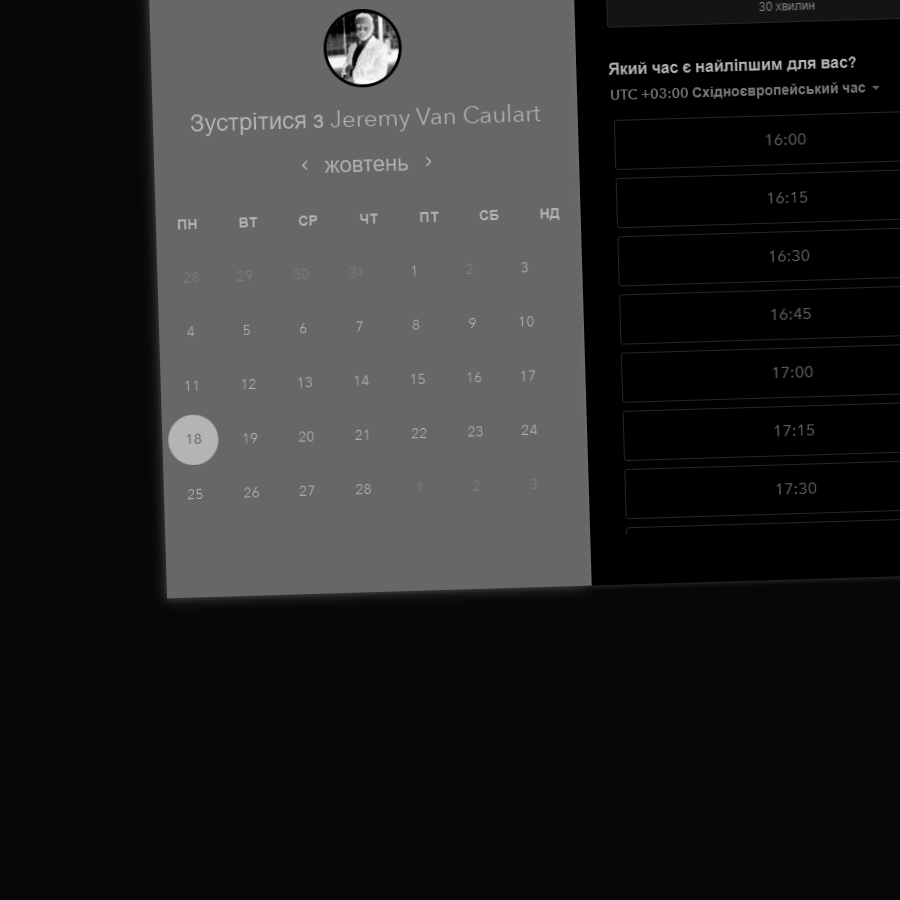 Зустрітися з Jeremy Van Caulart
жовтень
ПН ВТ СР ЧТ ПТ СБ НД
28 29 30 31 1 2 3
4 5 6 7 8 9 10
11 12 13 14 15 16 17
18 19 20 21 22 23 24
25 26 27 28 1 2 3
30 хвилин
Який час є найліпшим для вас?
UTC +03:00 Східноєвропейський час
16:00
16:15
16:30
16:45
17:00
17:15
17:30